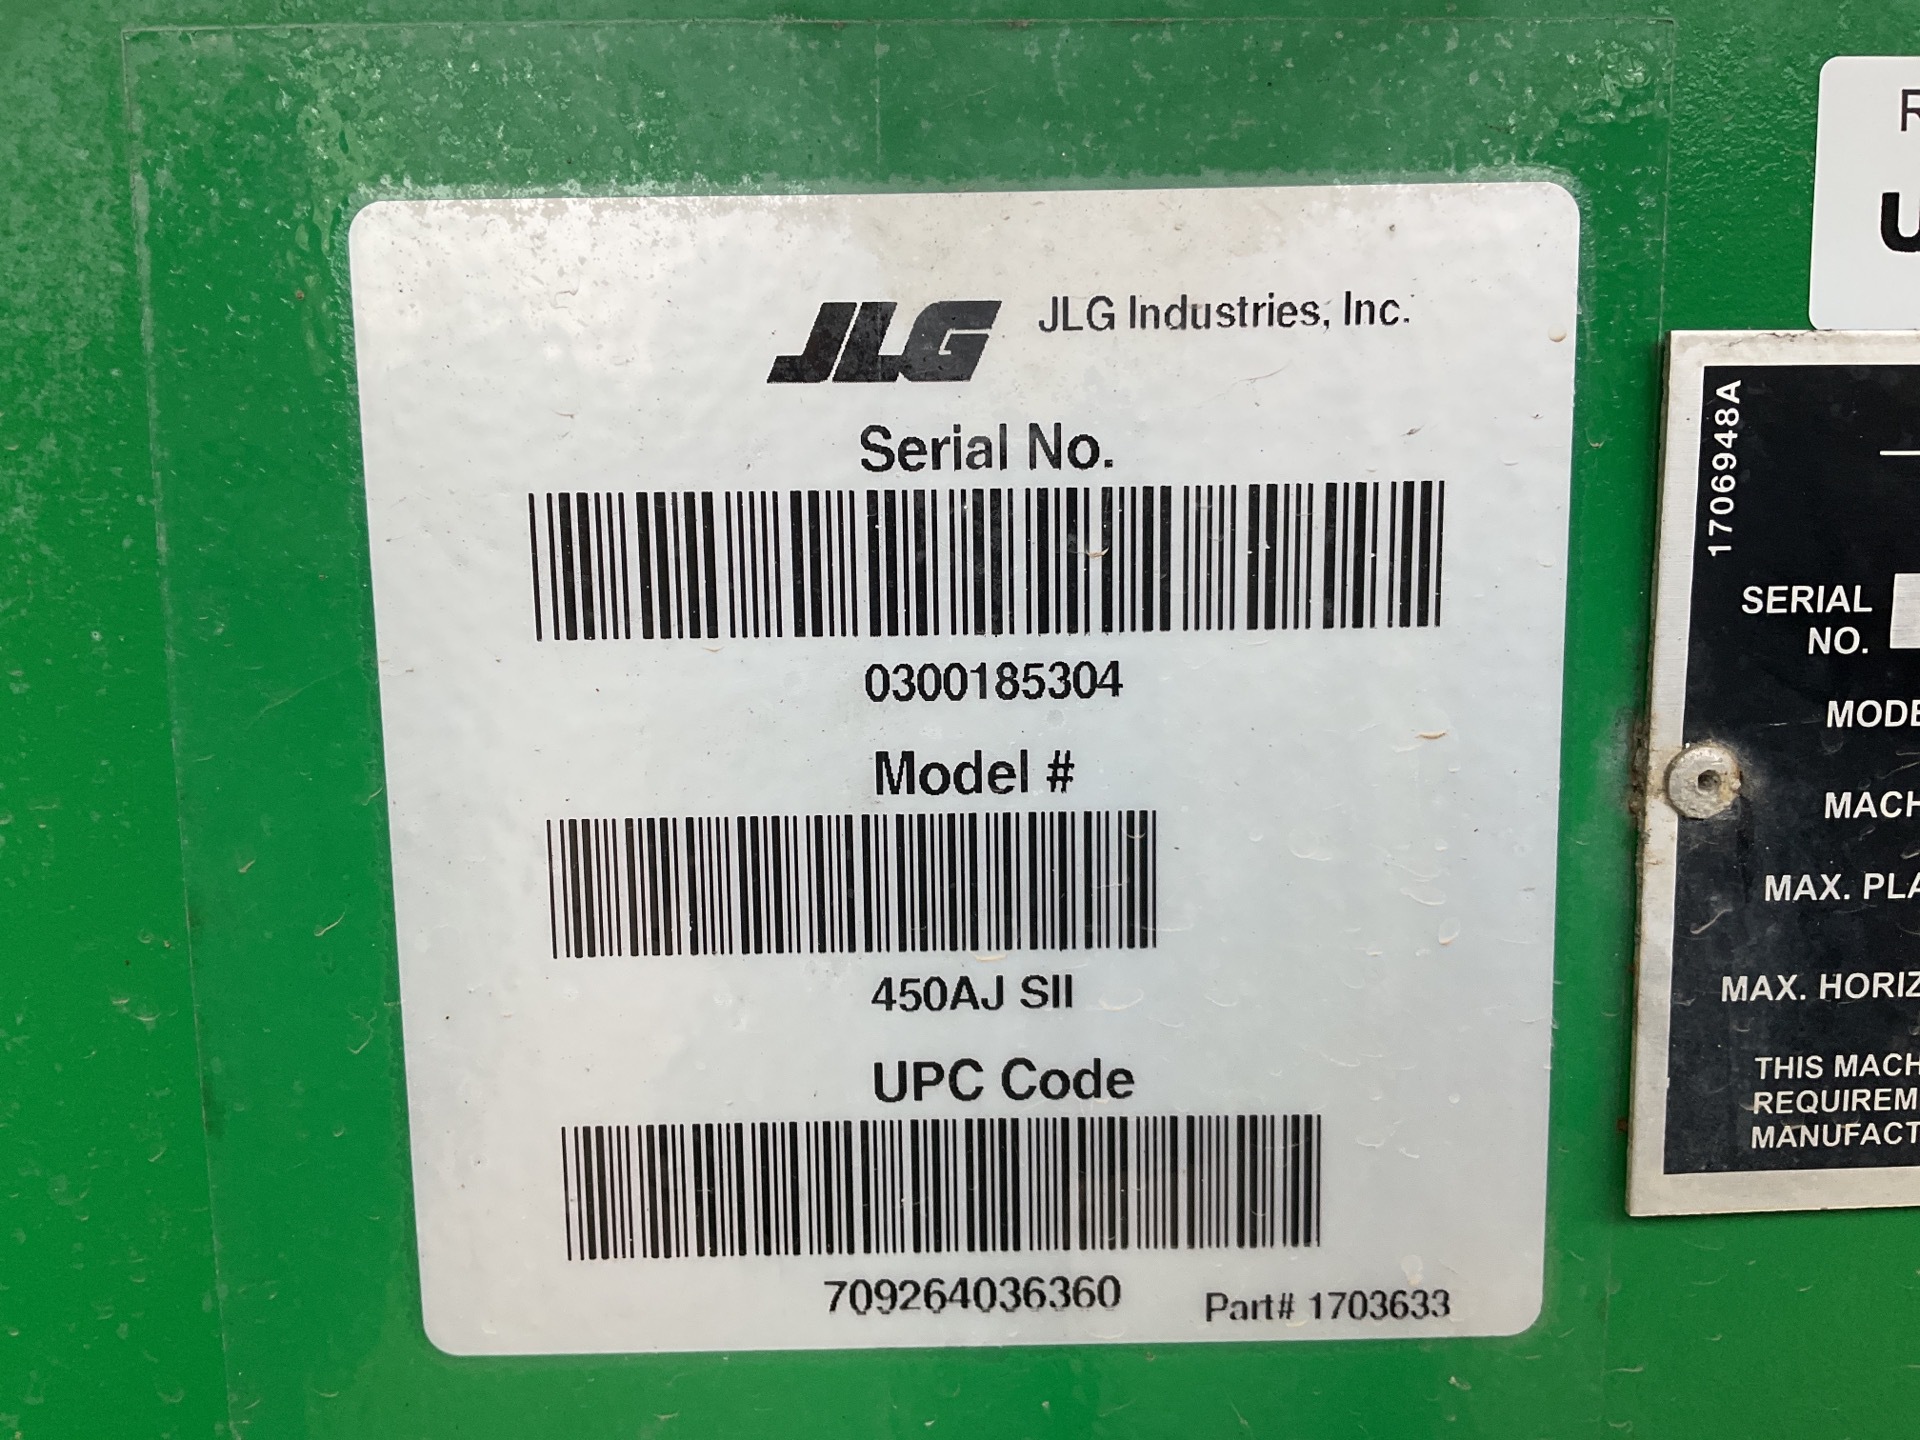 JLG JLG Industries, Inc.
Serial No.
0300185304
Model #
450AJ SII
UPC Code
709264036360
Part# 1703633
R
U
1706948A
SERIAL
NO.
MODE
MACH
MAX. PLA
MAX. HORIZ
THIS MACH
REQUIREM
MANUFACT